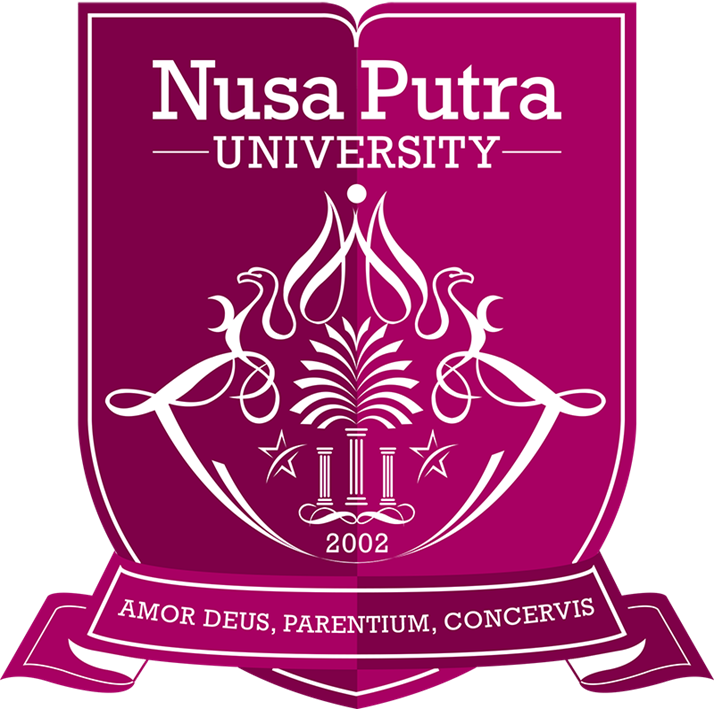 Nusa Putra
UNIVERSITY
2002
AMOR DEUS, PARENTIUM, CONCERVIS